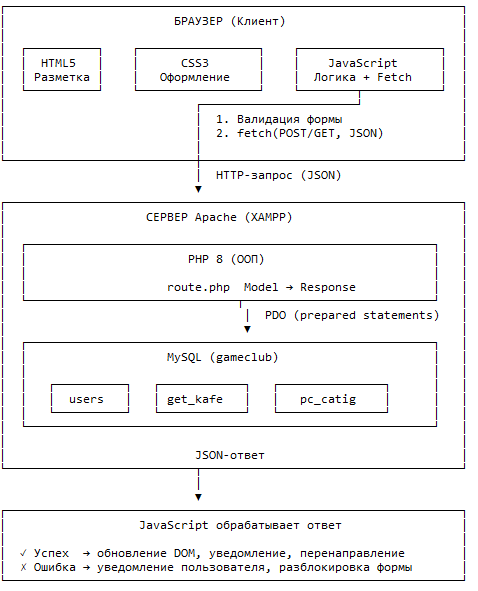 БРАУЗЕР (Клиент)
HTML5 CSS3 JavaScript
Разметка Оформление Логика + Fetch
1. Валидация формы
2. fetch(POST/GET, JSON)
HTTP-запрос (JSON)
СЕРВЕР Apache (XAMPP)
PHP 8 (ООП)
route.php Model → Response
PDO (prepared statements)
MySQL (gameclub)
users get_kafe pc_catig
JSON-ответ
JavaScript обрабатывает ответ
✓ Успех → обновление DOM, уведомление, перенаправление
✗ Ошибка → уведомление пользователя, разблокировка формы